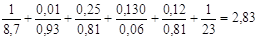 1/8,7 + 0,01/0,93 + 0,25/0,81 + 0,130/0,06 + 0,12/0,81 + 1/23 = 2,83